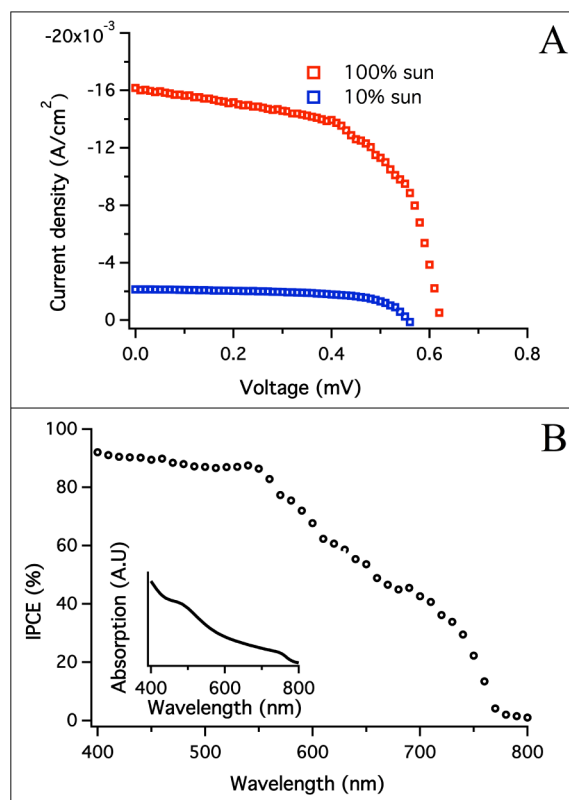 A
-20x10⁻³
-16
-12
-8
-4
0
Current density (A/cm²)
100% sun
10% sun
0.0 0.2 0.4 0.6 0.8
Voltage (mV)
B
100
80
60
40
20
0
IPCE (%)
Absorption (A.U)
400 600 800
Wavelength (nm)
400 500 600 700 800
Wavelength (nm)